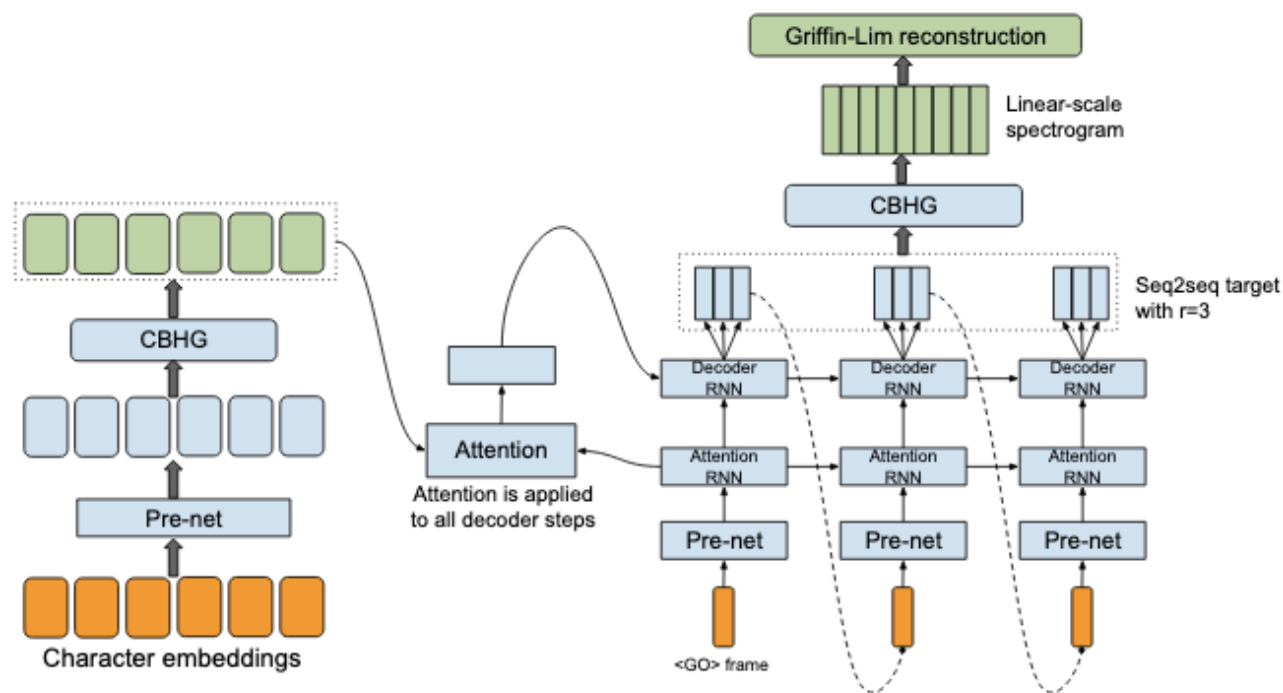 Griffin-Lim reconstruction
Linear-scale
spectrogram
CBHG
Seq2seq target
with r=3
CBHG
Decoder
RNN
Decoder
RNN
Decoder
RNN
Attention
Attention
RNN
Attention
RNN
Attention
RNN
Attention is applied
to all decoder steps
Pre-net
Pre-net
Pre-net
Pre-net
Character embeddings
<GO> frame